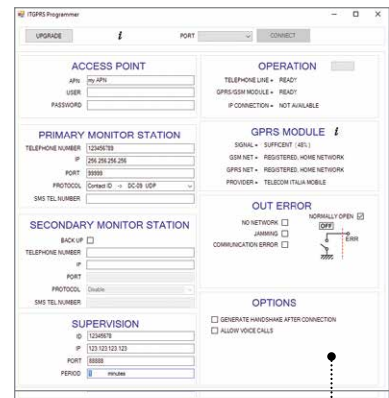 ITGPRS Programmer
UPGRADE i PORT CONNECT
ACCESS POINT
APN my APN
USER
PASSWORD
PRIMARY MONITOR STATION
TELEPHONE NUMBER 123456789
IP 256.256.256.256
PORT 99999
PROTOCOL Contact ID -> DC-09 UDP
SMS TEL.NUMBER
SECONDARY MONITOR STATION
BACK UP
TELEPHONE NUMBER
IP
PORT
PROTOCOL Disable
SMS TEL.NUMBER
SUPERVISION
ID 12345678
IP 123.123.123.123
PORT 88888
PERIOD minutes
OPERATION
TELEPHONE LINE = READY
GPRS/GSM MODULE = READY
IP CONNECTION = NOT AVAILABLE
GPRS MODULE i
SIGNAL = SUFFICENT (48%)
GSM NET = REGISTERED, HOME NETWORK
GPRS NET = REGISTERED, HOME NETWORK
PROVIDER = TELECOM ITALIA MOBILE
OUT ERROR
NORMALLY OPEN
NO NETWORK OFF
JAMMING
COMMUNICATION ERROR ERR
OPTIONS
GENERATE HANDSHAKE AFTER CONNECTION
ALLOW VOICE CALLS